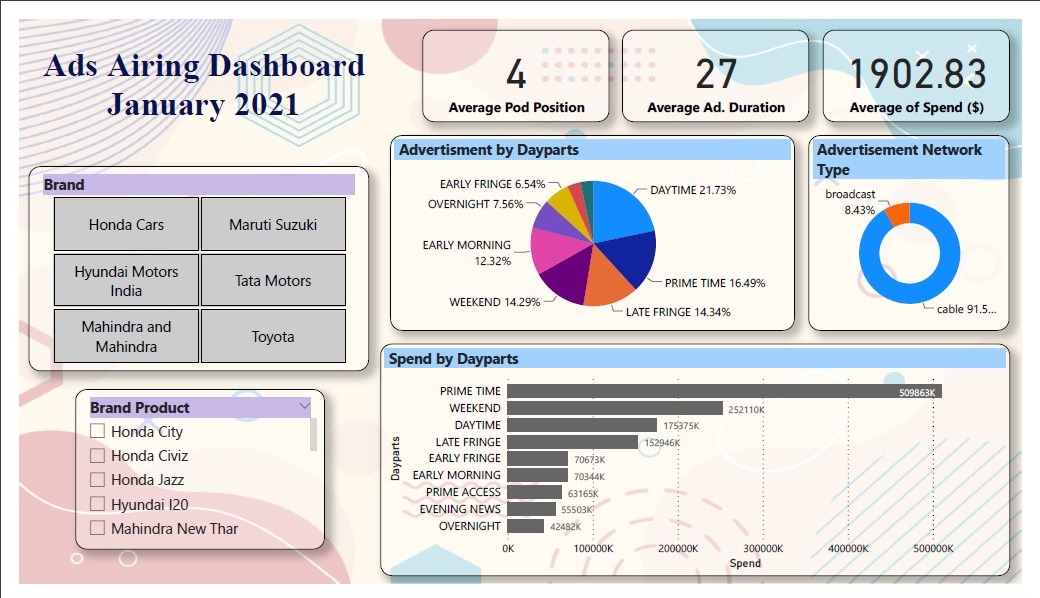 Ads Airing Dashboard
January 2021
4
Average Pod Position
27
Average Ad. Duration
1902.83
Average of Spend ($)
Brand
Honda Cars
Maruti Suzuki
Hyundai Motors
India
Tata Motors
Mahindra and
Mahindra
Toyota
Brand Product
Honda City
Honda Civiz
Honda Jazz
Hyundai I20
Mahindra New Thar
Advertisment by Dayparts
EARLY FRINGE 6.54%
OVERNIGHT 7.56%
EARLY MORNING
12.32%
WEEKEND 14.29%
DAYTIME 21.73%
PRIME TIME 16.49%
LATE FRINGE 14.34%
Advertisement Network
Type
broadcast
8.43%
cable 91.5...
Spend by Dayparts
Dayparts
PRIME TIME 509863K
WEEKEND 252110K
DAYTIME 175375K
LATE FRINGE 152946K
EARLY FRINGE 70673K
EARLY MORNING 70344K
PRIME ACCESS 63165K
EVENING NEWS 55503K
OVERNIGHT 42482K
0K 100000K 200000K 300000K 400000K 500000K
Spend